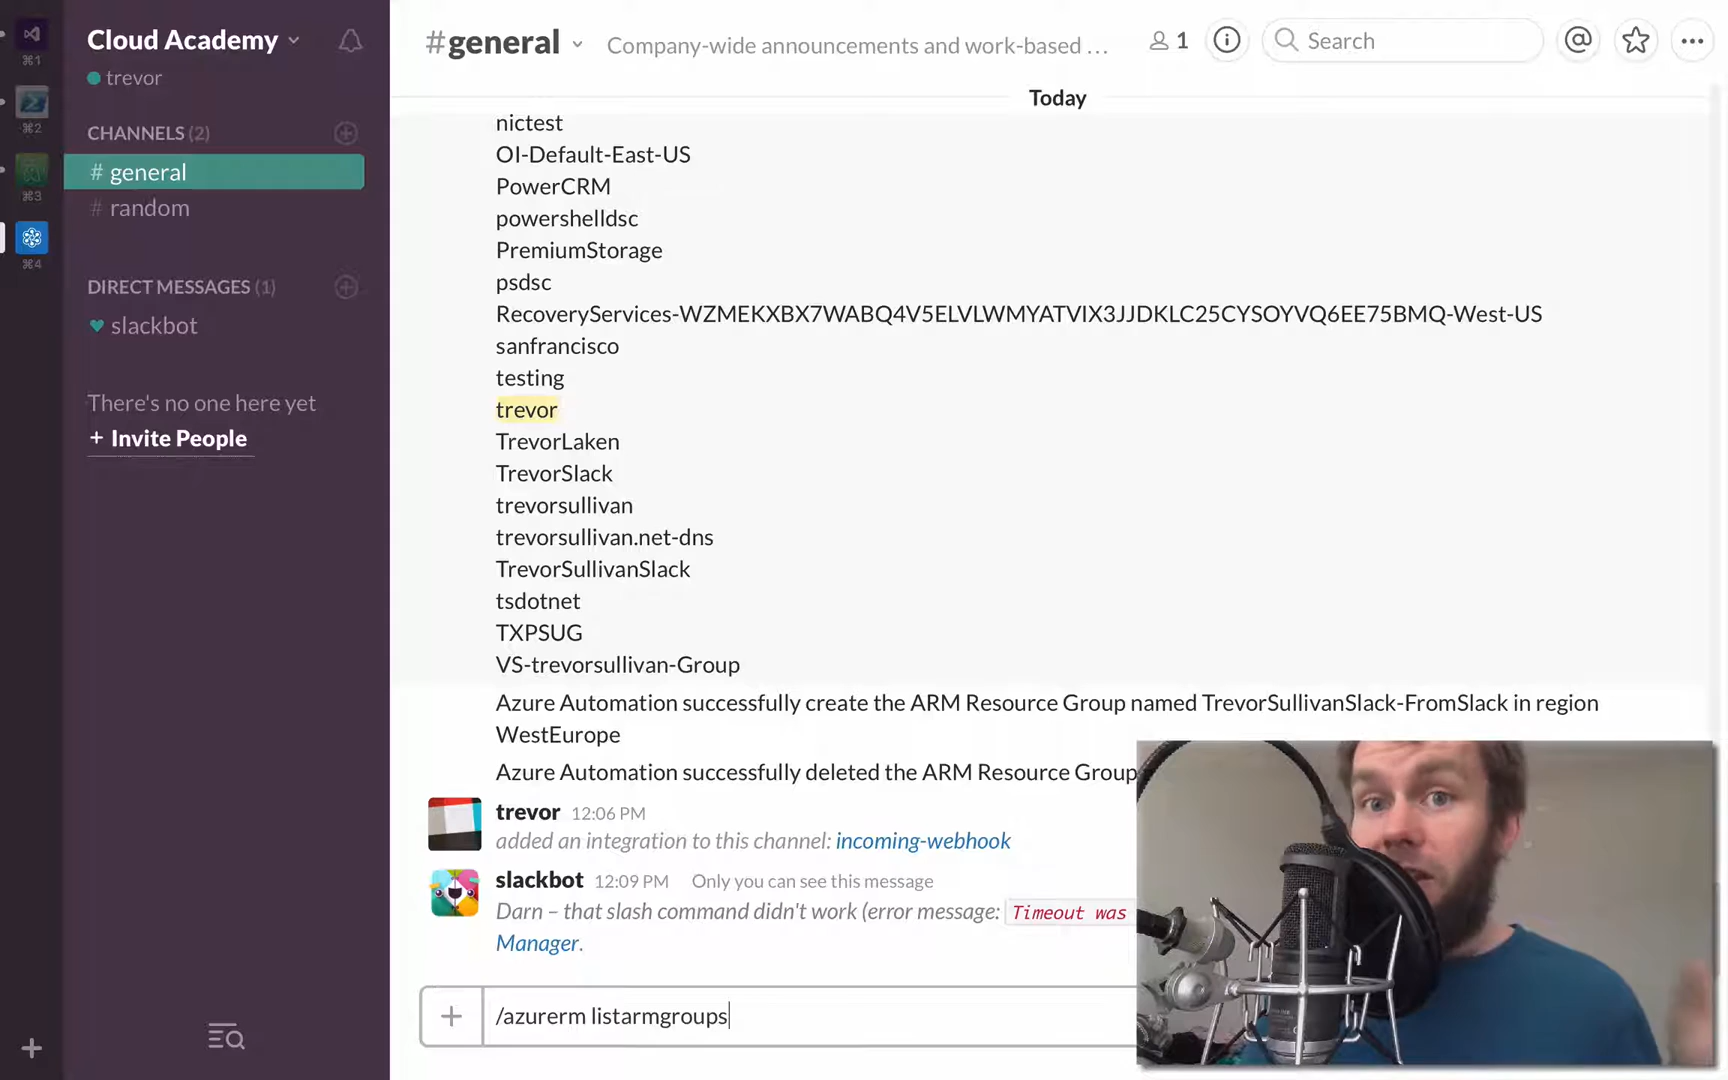 ⌘1
⌘2
⌘3
⌘4
Cloud Academy
trevor
CHANNELS (2)
# general
# random
DIRECT MESSAGES (1)
slackbot
There's no one here yet
+ Invite People
#general
Company-wide announcements and work-based ...
1
Search
Today
nictest
OI-Default-East-US
PowerCRM
powershelldsc
PremiumStorage
psdsc
RecoveryServices-WZMEKXBX7WABQ4V5ELVLWMYATVIX3JJDKLC25CYSOYVQ6EE75BMQ-West-US
sanfrancisco
testing
trevor
TrevorLaken
TrevorSlack
trevorsullivan
trevorsullivan.net-dns
TrevorSullivanSlack
tsdotnet
TXPSUG
VS-trevorsullivan-Group
Azure Automation successfully create the ARM Resource Group named TrevorSullivanSlack-FromSlack in region
WestEurope
Azure Automation successfully deleted the ARM Resource Group
trevor 12:06 PM
added an integration to this channel: incoming-webhook
slackbot 12:09 PM Only you can see this message
Darn – that slash command didn't work (error message: Timeout was
Manager.
/azurerm listarmgroups